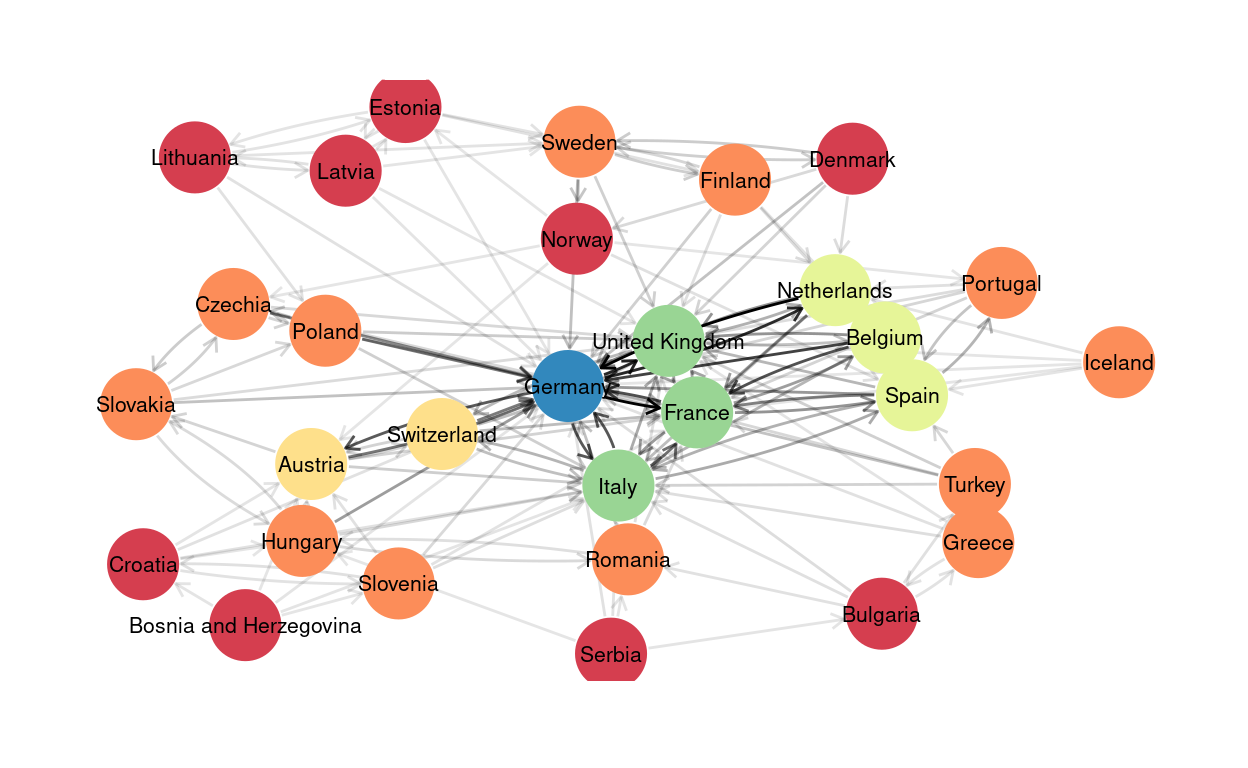 Estonia
Sweden
Lithuania
Denmark
Latvia
Finland
Norway
Portugal
Netherlands
Czechia
Poland
United Kingdom
Belgium
Iceland
Germany
Spain
Slovakia
France
Switzerland
Austria
Turkey
Italy
Hungary
Greece
Romania
Croatia
Slovenia
Bulgaria
Bosnia and Herzegovina
Serbia